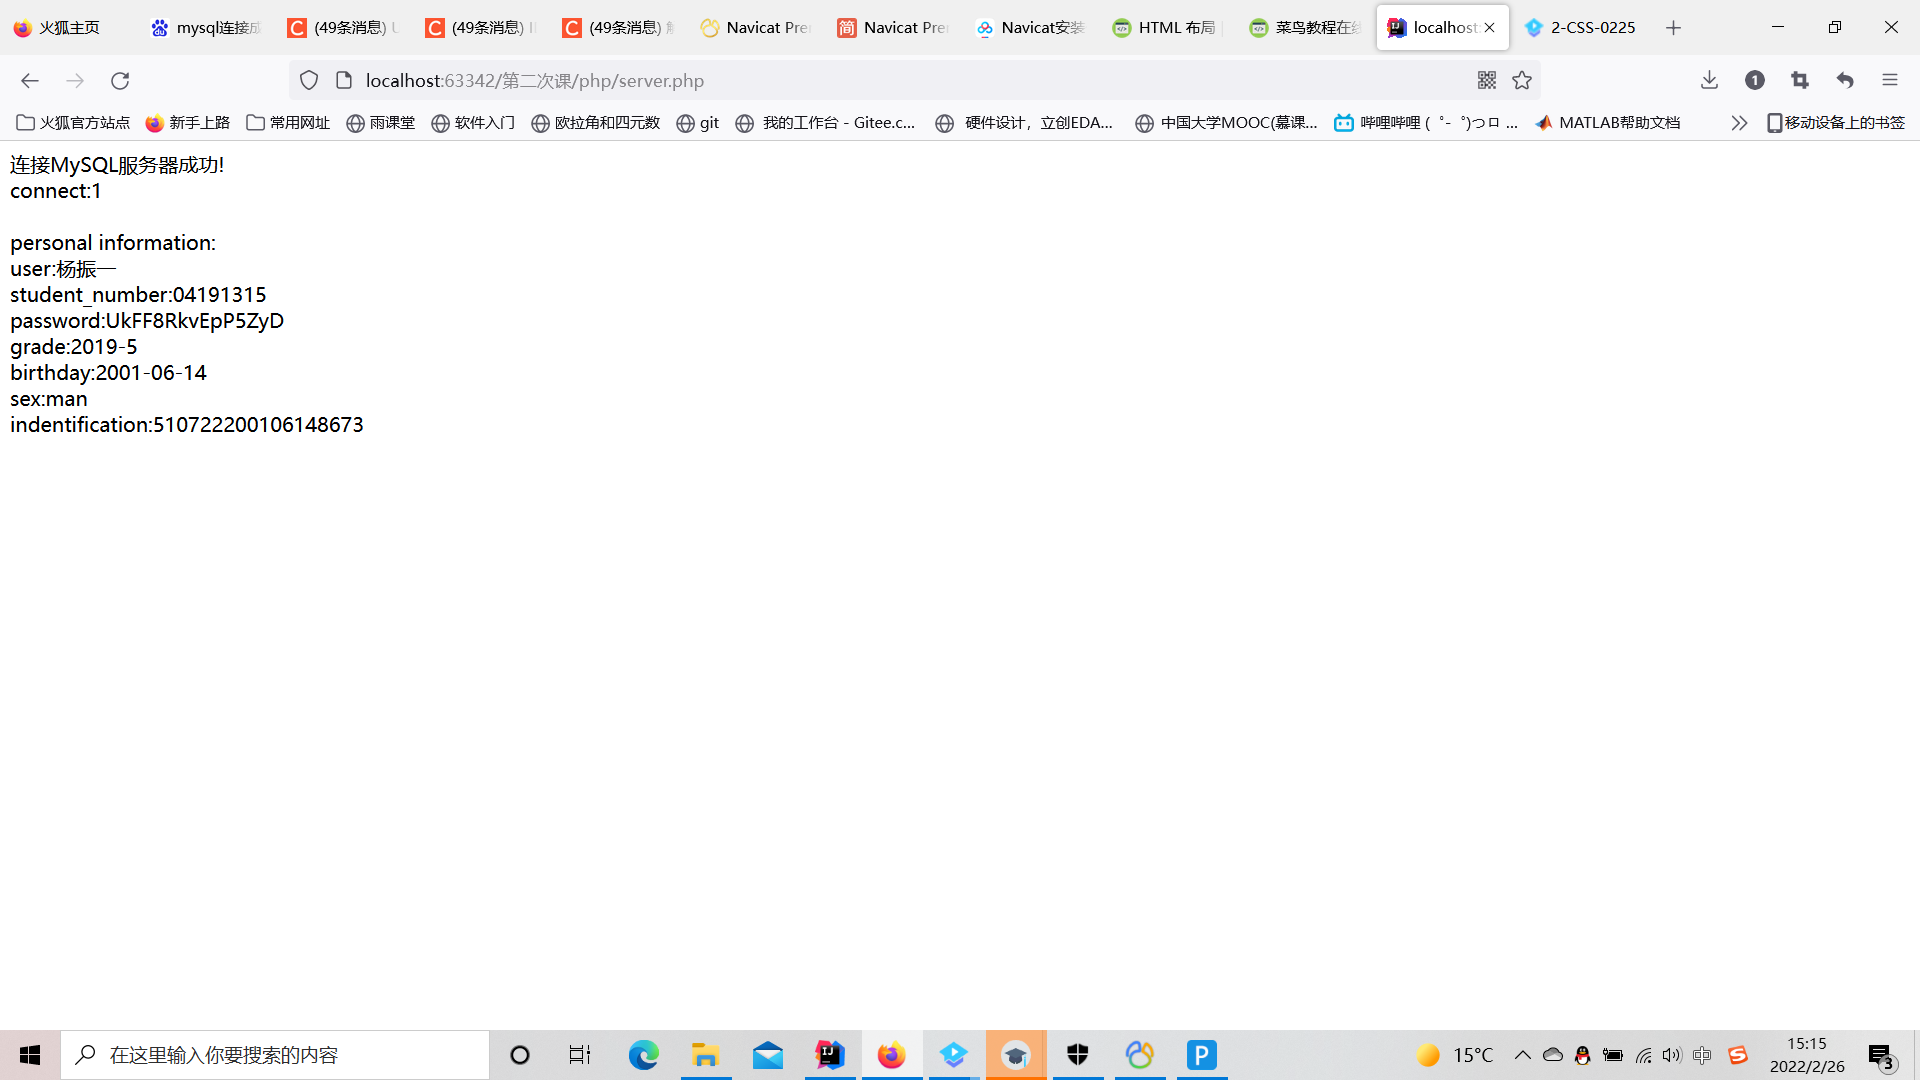 火狐主页
mysql连接成
(49条消息) U
(49条消息) II
(49条消息) 解
Navicat Pre
Navicat Pre
Navicat安装
HTML 布局
菜鸟教程在线
localhost:
2-CSS-0225
localhost:63342/第二次课/php/server.php
1
火狐官方站点
新手上路
常用网址
雨课堂
软件入门
欧拉角和四元数
git
我的工作台 - Gitee.c...
硬件设计，立创EDA...
中国大学MOOC(慕课...
哔哩哔哩 ( ゜- ゜)つロ ...
MATLAB帮助文档
移动设备上的书签
连接MySQL服务器成功!
connect:1
personal information:
user:杨振一
student_number:04191315
password:UkFF8RkvEpP5ZyD
grade:2019-5
birthday:2001-06-14
sex:man
indentification:510722200106148673
在这里输入你要搜索的内容
15°C
中
15:15
2022/2/26
3